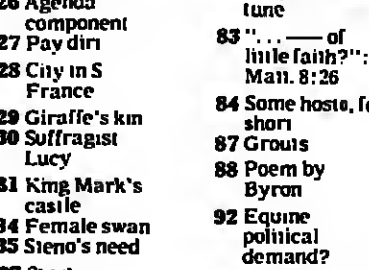 26 Agenda
component
27 Pay dirt
28 City in S
France
29 Giraffe's kin
30 Suffragist
Lucy
31 King Mark's
castle
34 Female swan
35 Steno's need
tune
83 "... — of
little faith?":
Matt. 8:26
84 Some hosts,
short
87 Grouts
88 Poem by
Byron
92 Equine
political
demand?